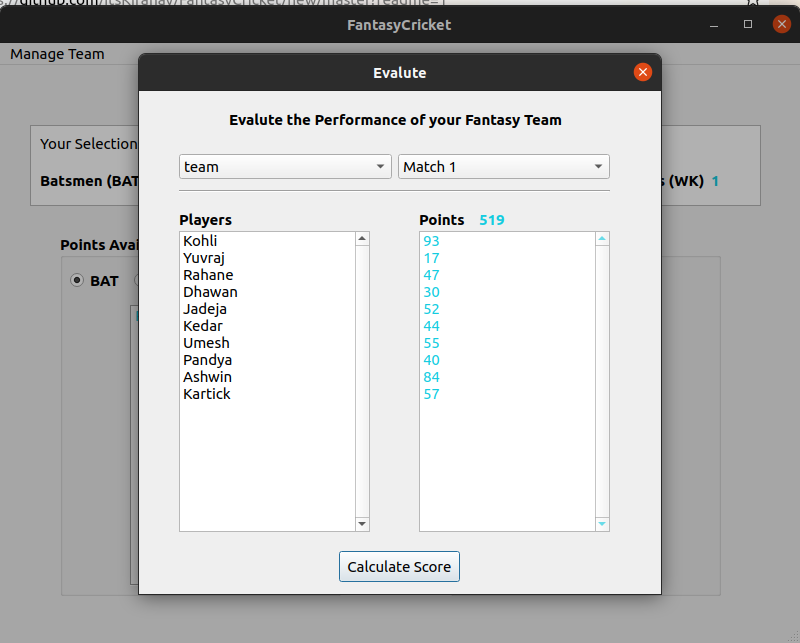 FantasyCricket
Manage Team
Evalute
Evalute the Performance of your Fantasy Team
Your Selection
team
Match 1
Batsmen (BAT
(WK) 1
Players
Points 519
Points Avai
BAT
Kohli 93
Yuvraj 17
Rahane 47
Dhawan 30
Jadeja 52
Kedar 44
Umesh 55
Pandya 40
Ashwin 84
Kartick 57
Calculate Score